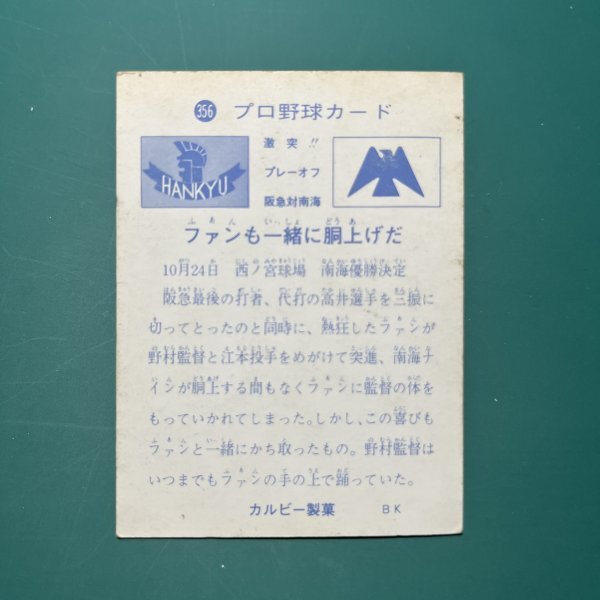 356 プロ野球カード
HANKYU
激突!!
プレーオフ
阪急対南海
ファンも一緒に胴上げだ
10月24日 西ノ宮球場 南海優勝決定
阪急最後の打者、代打の高井選手を三振に
切ってとったのと同時に、熱狂したファンが
野村監督と江本投手をめがけて突進、南海ナ
インが胴上する間もなくファンに監督の体を
もっていかれてしまった。しかし、この喜びも
ファンと一緒にかち取ったもの。野村監督は
いつまでもファンの手の上で踊っていた。
カルビー製菓 BK